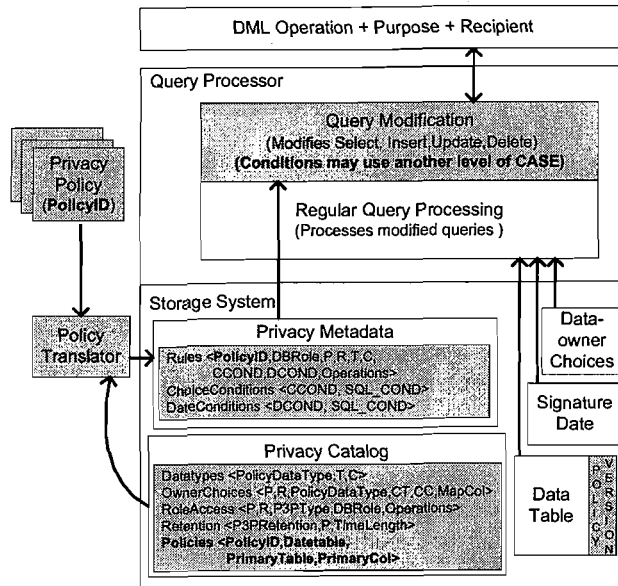 DML Operation + Purpose + Recipient
Query Processor
Query Modification
(Modifies Select, Insert,Update,Delete)
(Conditions may use another level of CASE)
Regular Query Processing
(Processes modified queries )
Privacy
Policy
(PolicyID)
Policy
Translator
Storage System
Privacy Metadata
Rules <PolicyID,DBRole,P,R,T,C,
CCOND,DCOND,Operations>
ChoiceConditions <CCOND, SQL_COND>
DateConditions <DCOND, SQL_COND>
Privacy Catalog
Datatypes <PolicyDataType,T,C>
OwnerChoices <P,R,PolicyDataType,CT,CC,MapCol>
RoleAccess <P,R,P3PType,DBRole,Operations>
Retention <P3PRetention,P,TimeLength>
Policies <PolicyID,Datetable,
PrimaryTable,PrimaryCol>
Data-
owner
Choices
Signature
Date
Data
Table
POLICY
VERSION